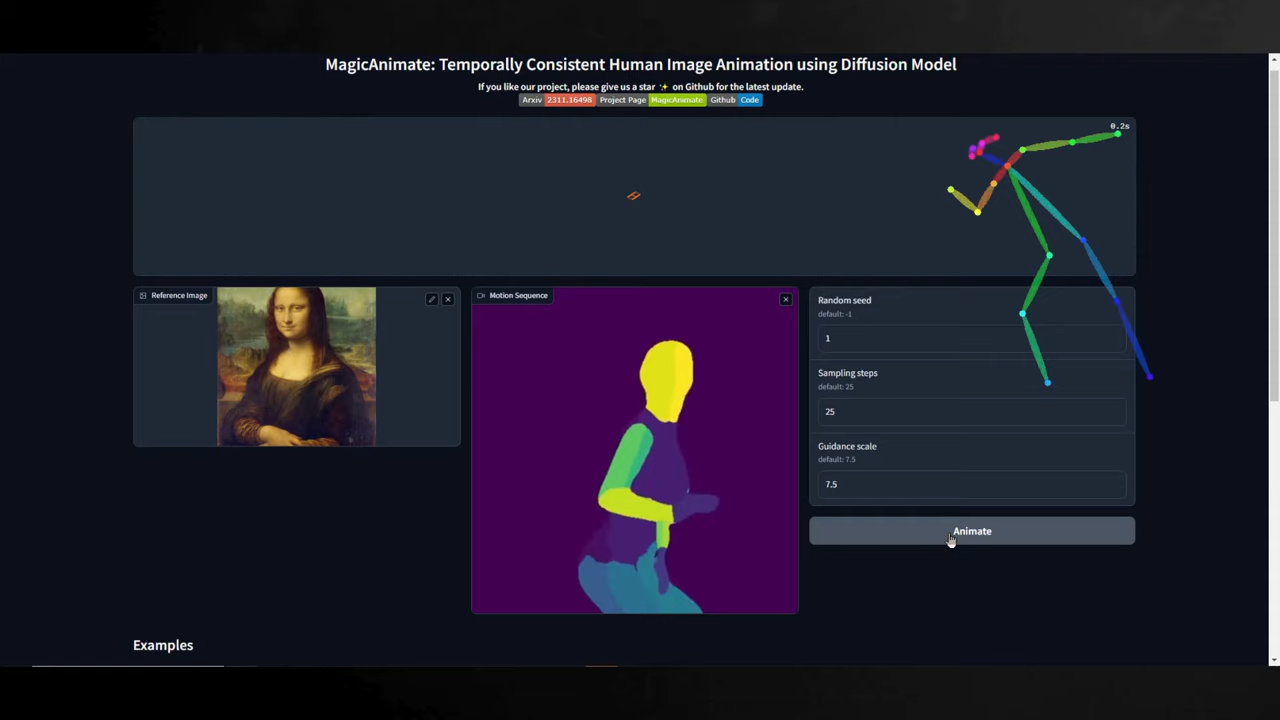 MagicAnimate: Temporally Consistent Human Image Animation using Diffusion Model
If you like our project, please give us a star ✨ on Github for the latest update.
Arxiv 2311.16498 Project Page MagicAnimate Github Code
0.2s
Reference Image
Motion Sequence
Random seed
default: -1
1
Sampling steps
default: 25
25
Guidance scale
default: 7.5
7.5
Animate
Examples